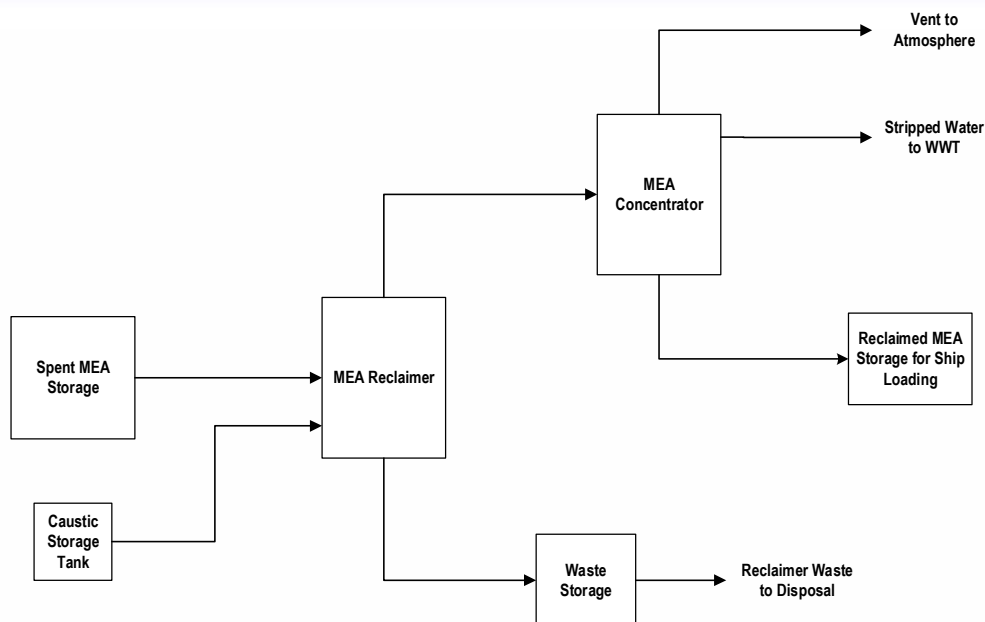 Vent to
Atmosphere
Stripped Water
to WWT
MEA
Concentrator
Reclaimed MEA
Storage for Ship
Loading
Spent MEA
Storage
MEA Reclaimer
Caustic
Storage
Tank
Waste
Storage
Reclaimer Waste
to Disposal